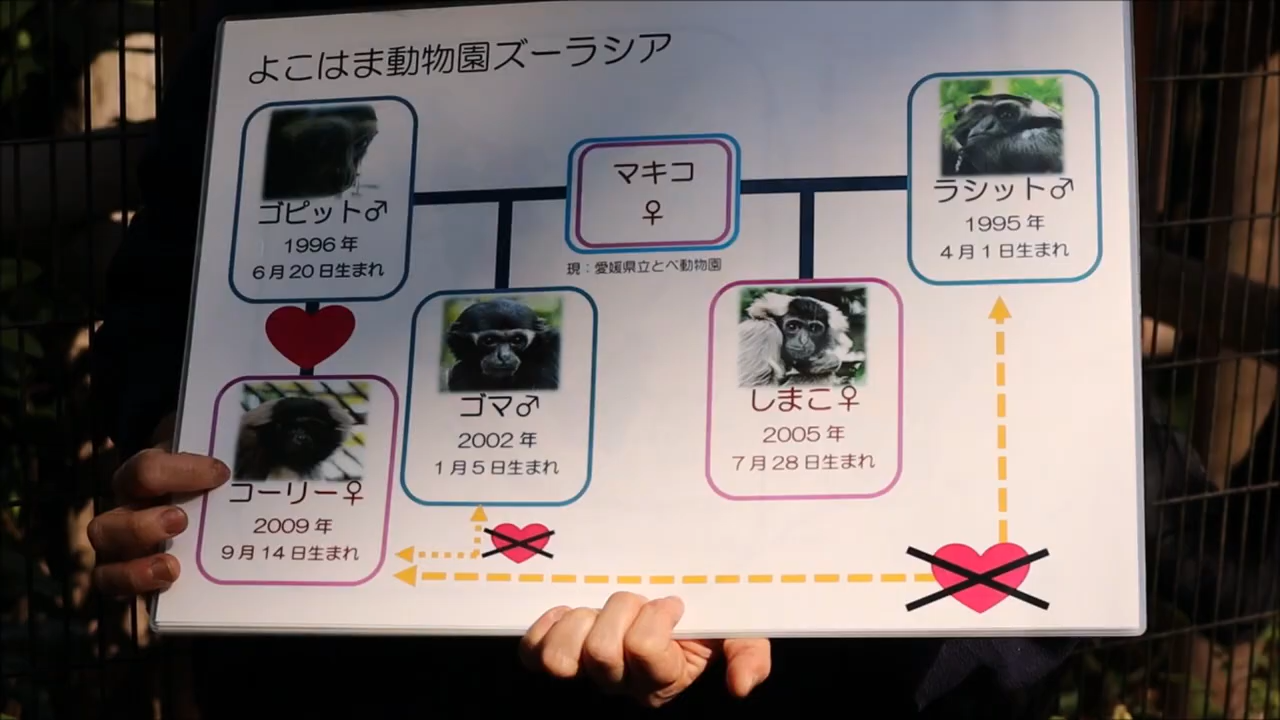 よこはま動物園ズーラシア
ゴピット♂
1996年
6月20日生まれ
マキコ
♀
現：愛媛県立とべ動物園
ラシット♂
1995年
4月1日生まれ
コーリー♀
2009年
9月14日生まれ
ゴマ♂
2002年
1月5日生まれ
しまこ♀
2005年
7月28日生まれ